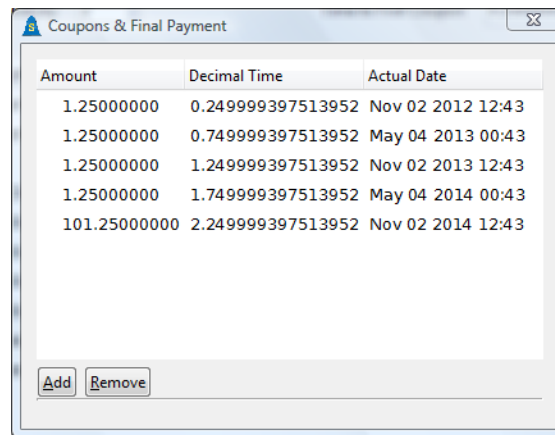 Coupons & Final Payment
Amount Decimal Time Actual Date
1.25000000 0.249999397513952 Nov 02 2012 12:43
1.25000000 0.749999397513952 May 04 2013 00:43
1.25000000 1.249999397513952 Nov 02 2013 12:43
1.25000000 1.749999397513952 May 04 2014 00:43
101.25000000 2.249999397513952 Nov 02 2014 12:43
Add Remove